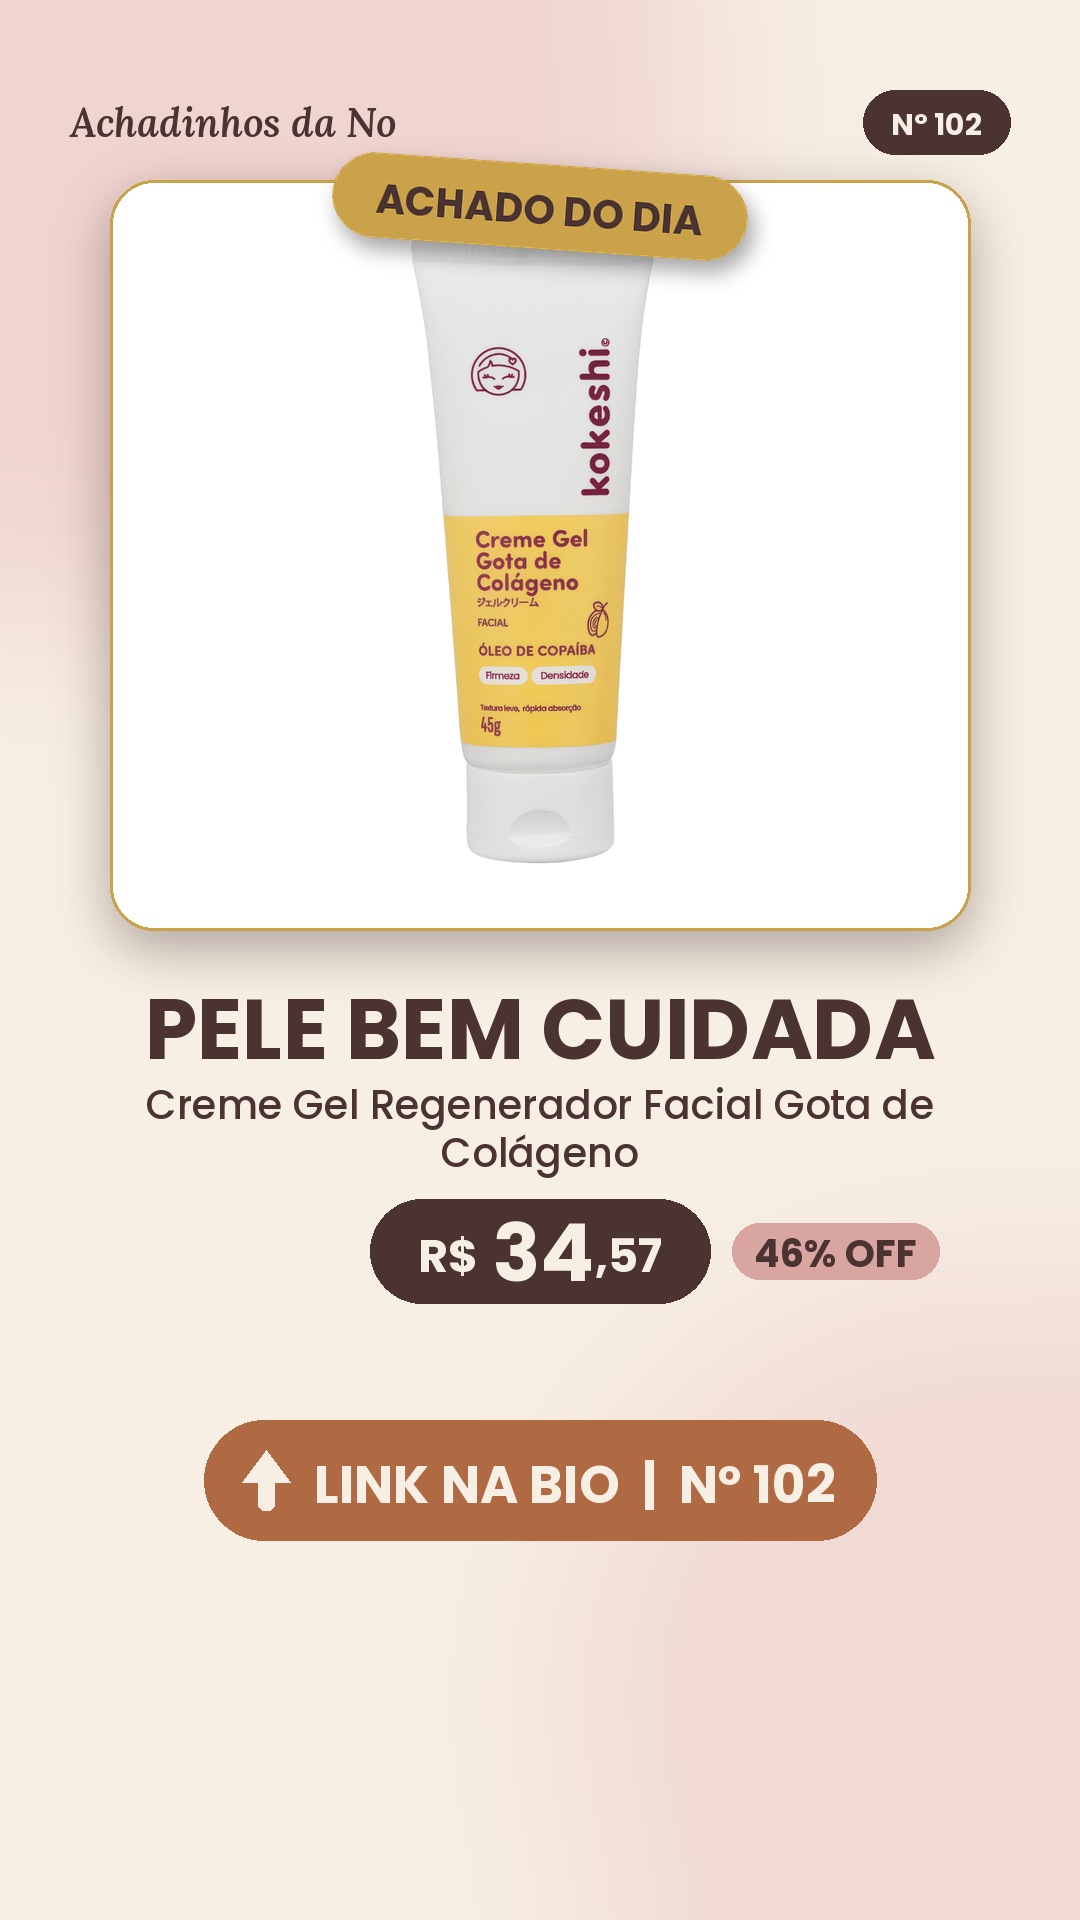 Achadinhos da No
Nº 102
ACHADO DO DIA
kokeshi
Creme Gel
Gota de
Colágeno
ジェルクリーム
FACIAL
ÓLEO DE COPAÍBA
Firmeza Densidade
Textura leve, rápida absorção
45g
PELE BEM CUIDADA
Creme Gel Regenerador Facial Gota de
Colágeno
R$ 34,57
46% OFF
LINK NA BIO | Nº 102